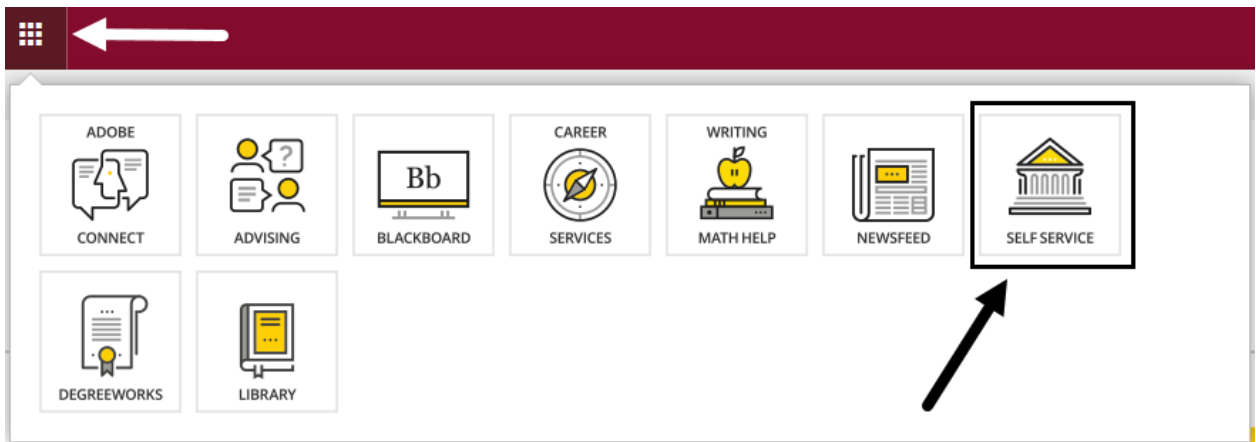 ADOBE
CONNECT
?
ADVISING
Bb
BLACKBOARD
CAREER
SERVICES
WRITING
MATH HELP
NEWSFEED
SELF SERVICE
DEGREEWORKS
LIBRARY